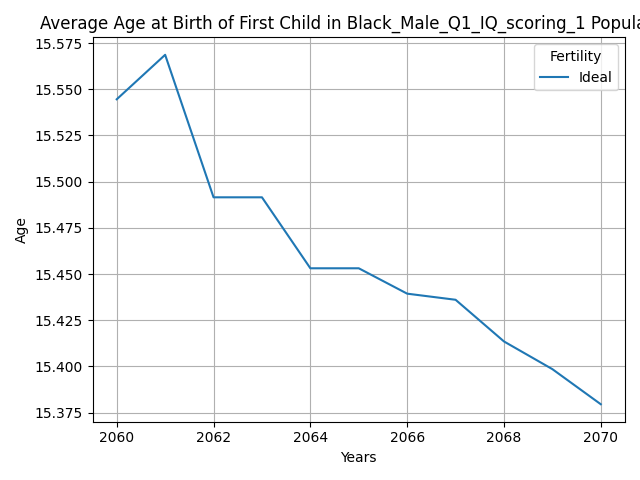 Average Age at Birth of First Child in Black_Male_Q1_IQ_scoring_1 Popula
15.575
15.550
15.525
15.500
15.475
15.450
15.425
15.400
15.375
Age
Fertility
Ideal
2060 2062 2064 2066 2068 2070
Years